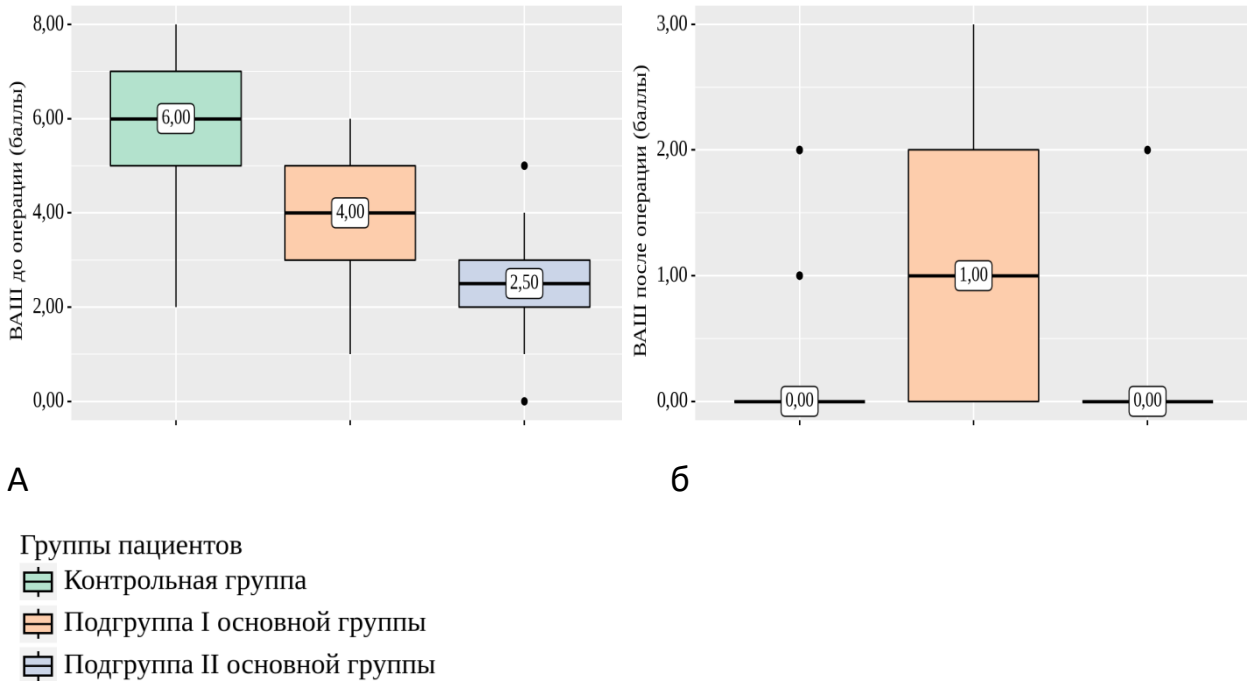 ВАШ до операции (баллы)
8,00
6,00
4,00
2,00
0,00
6,00
4,00
2,50
ВАШ после операции (баллы)
3,00
2,00
1,00
0,00
0,00
1,00
0,00
А
б
Группы пациентов
Контрольная группа
Подгруппа I основной группы
Подгруппа II основной группы